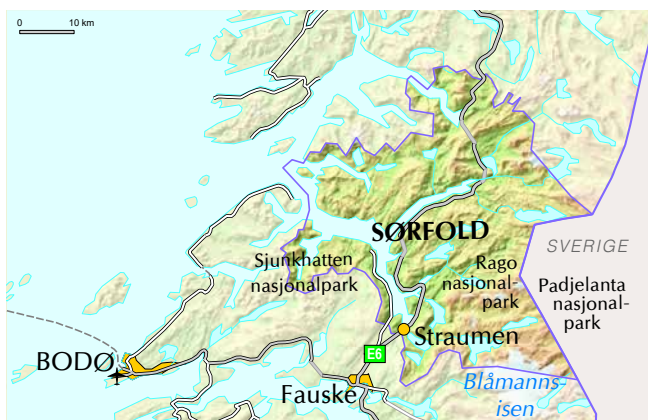 0 10 km
SØRFOLD
SVERIGE
Sjunkhatten
nasjonalpark
Rago
nasjonal-
park
Padjelanta
nasjonal-
park
Straumen
E6
BODØ
Fauske
Blåmanns-
isen